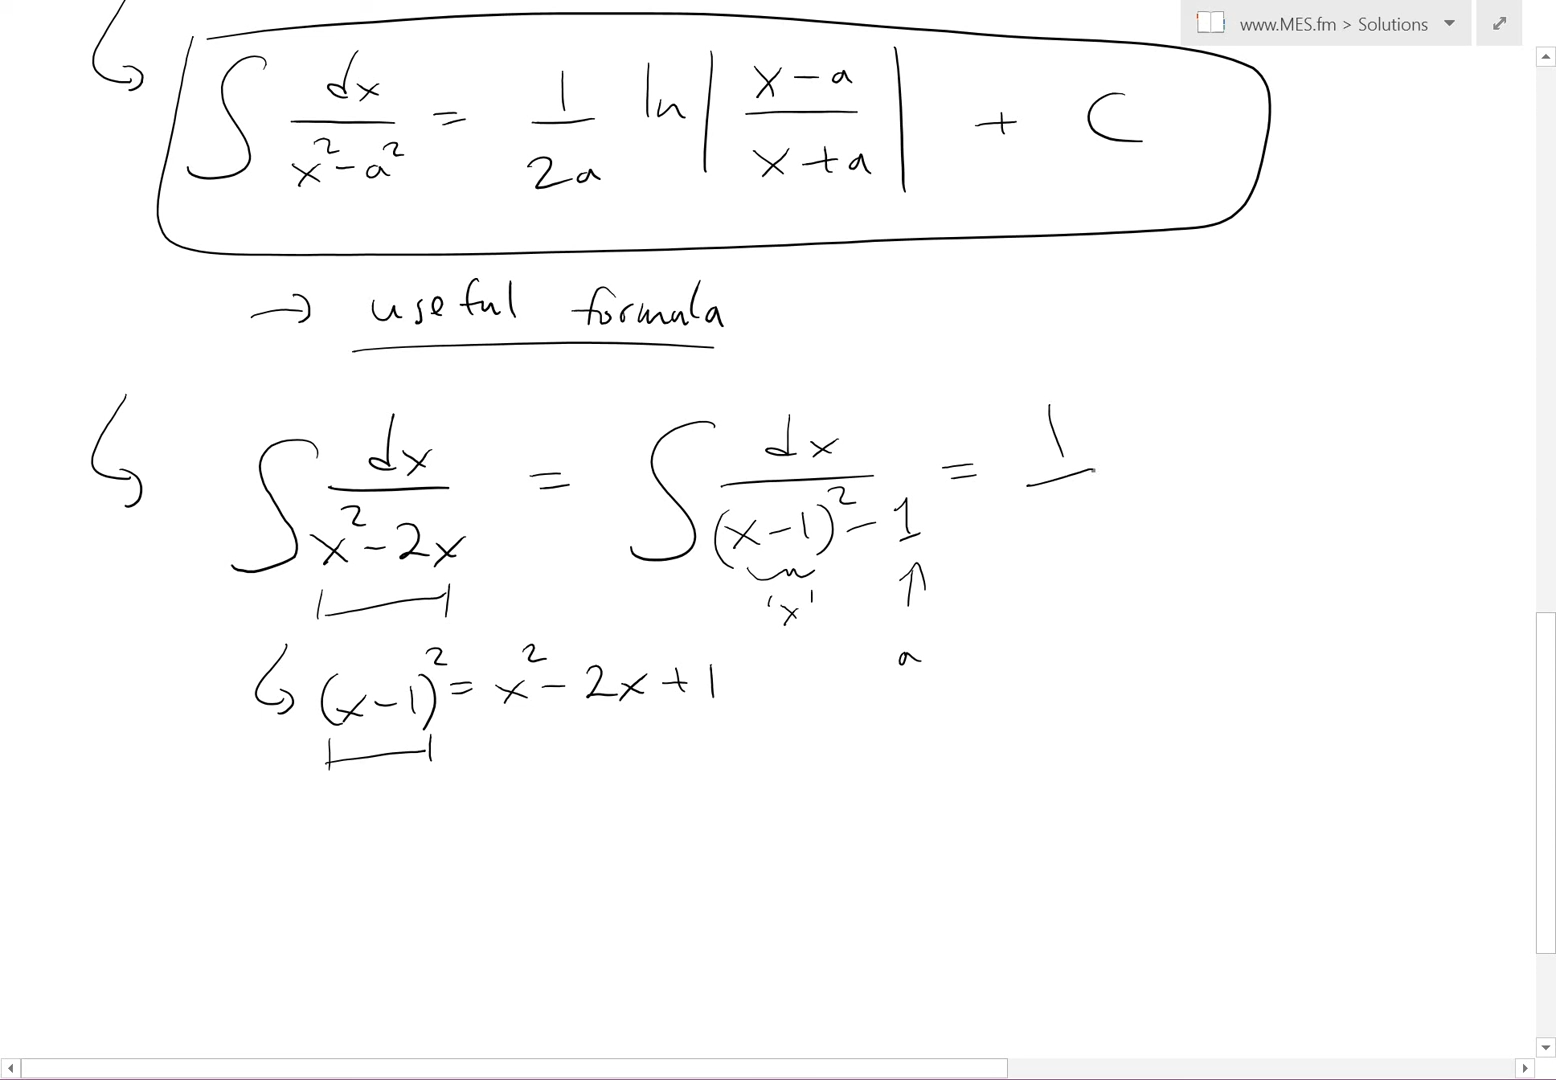 www.MES.fm > Solutions
∫ dx / (x² - a²) = 1/(2a) ln | (x - a) / (x + a) | + C
→ useful formula
∫ dx / (x² - 2x) = ∫ dx / ((x - 1)² - 1) = 1
'x' ↑
a
(x - 1)² = x² - 2x + 1